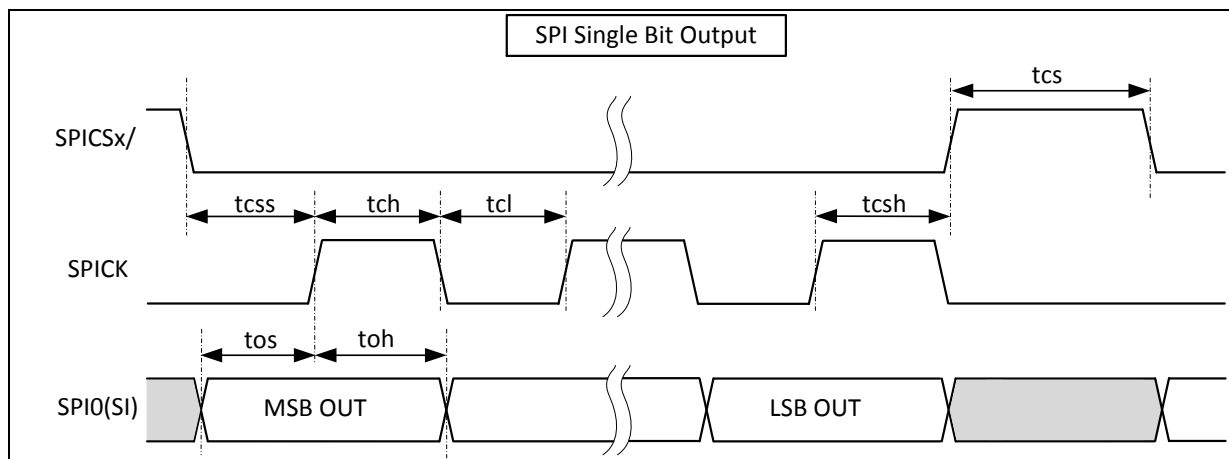 SPI Single Bit Output
tcs
SPICSx/
tcss
tch
tcl
tcsh
SPICK
tos
toh
SPI0(SI)
MSB OUT
LSB OUT